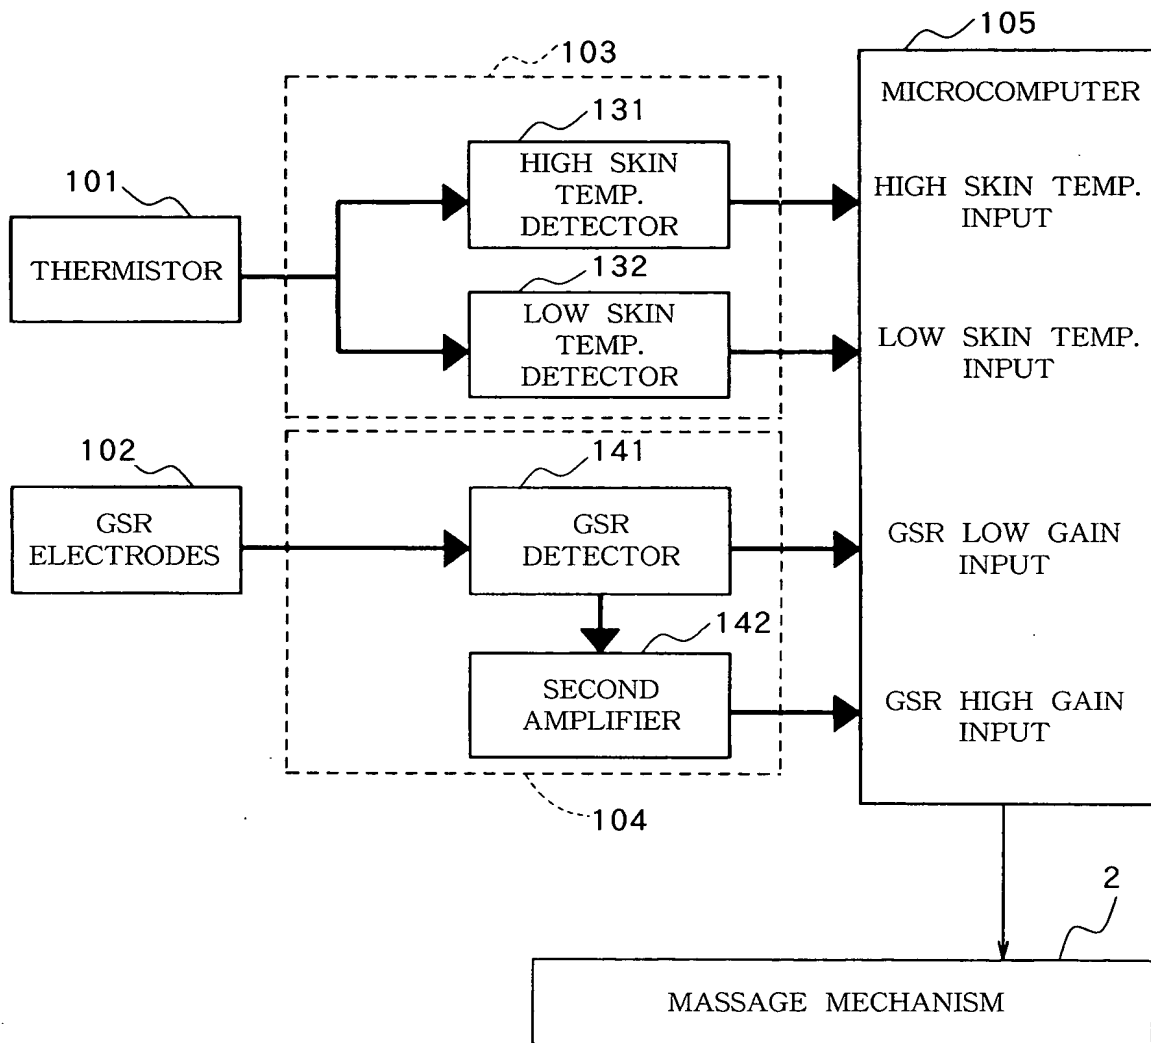 105
103
MICROCOMPUTER
131
HIGH SKIN
TEMP.
DETECTOR
HIGH SKIN TEMP.
INPUT
101
THERMISTOR
132
LOW SKIN
TEMP.
DETECTOR
LOW SKIN TEMP.
INPUT
102
GSR
ELECTRODES
141
GSR
DETECTOR
GSR LOW GAIN
INPUT
142
SECOND
AMPLIFIER
GSR HIGH GAIN
INPUT
104
2
MASSAGE MECHANISM